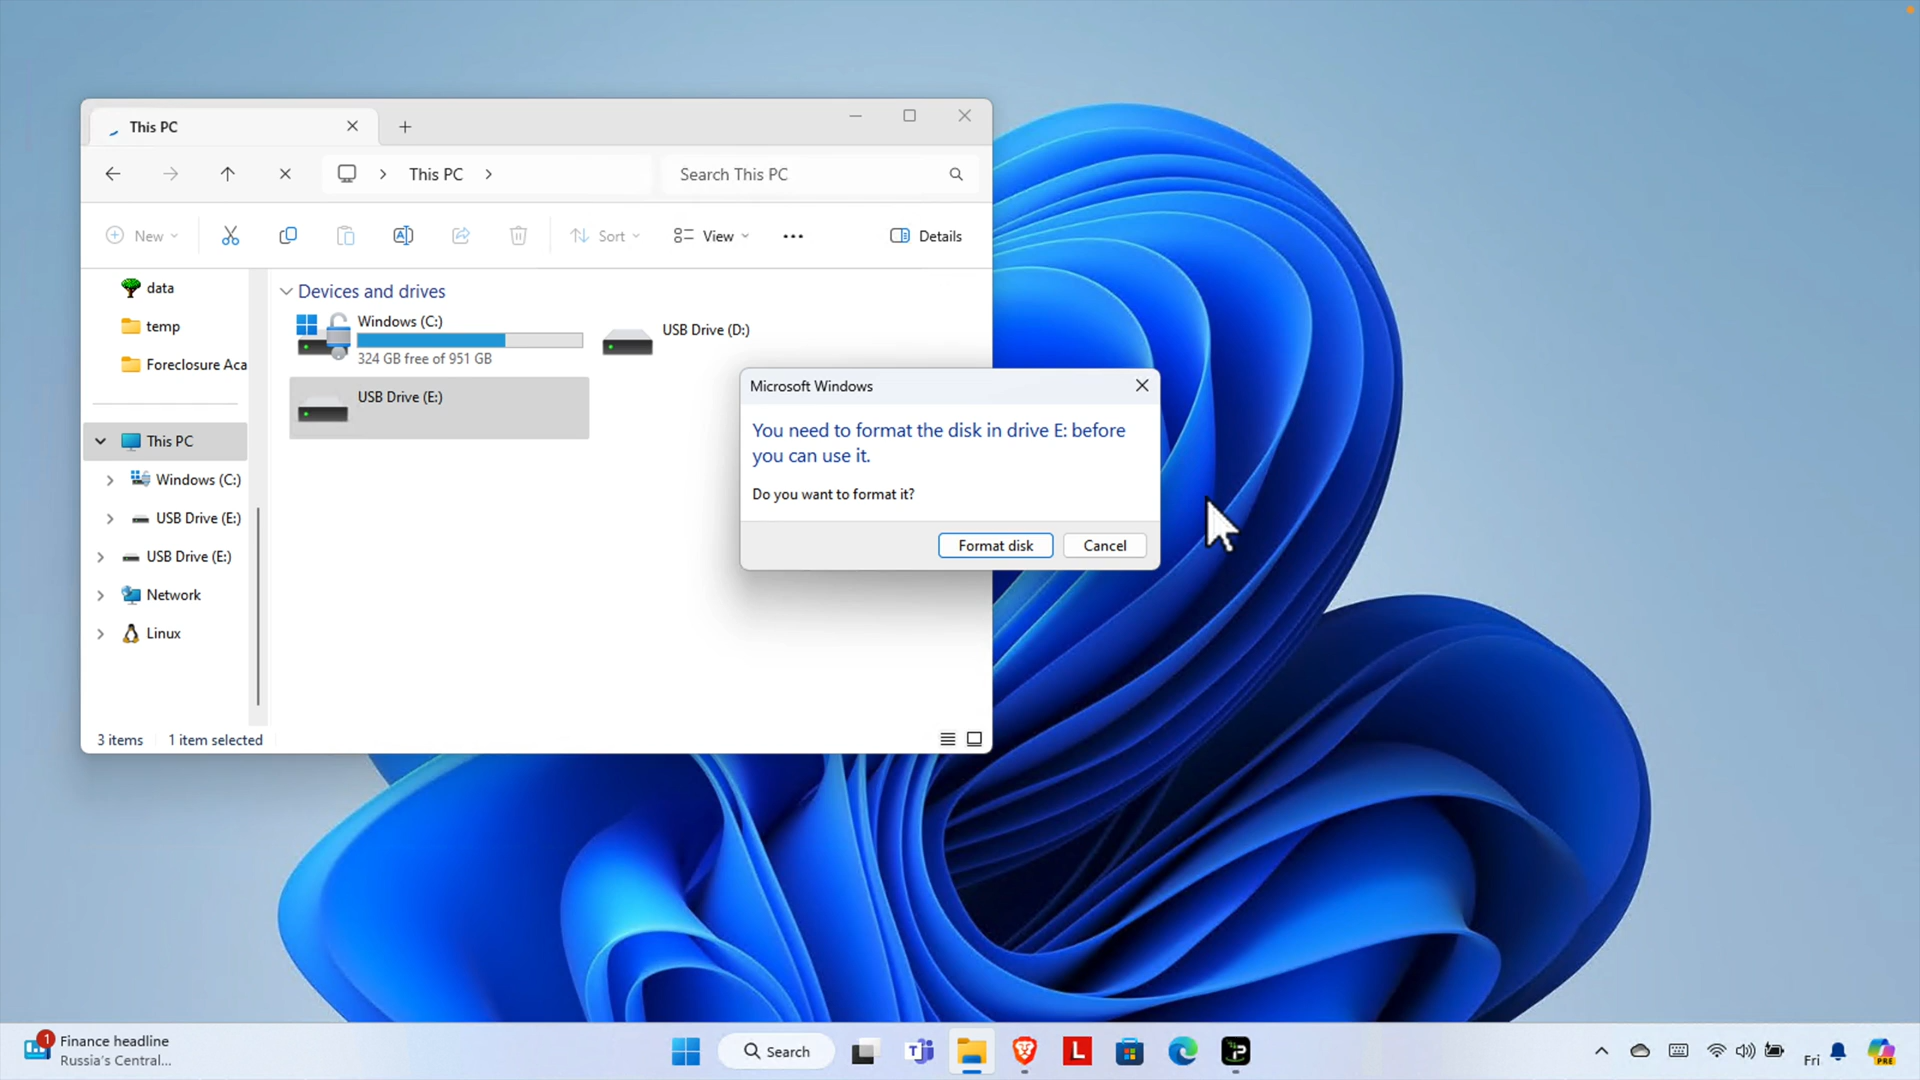 This PC
This PC
Search This PC
New
Sort
View
Details
data
temp
Foreclosure Aca
This PC
Windows (C:)
USB Drive (E:)
USB Drive (E:)
Network
Linux
Devices and drives
Windows (C:)
324 GB free of 951 GB
USB Drive (D:)
USB Drive (E:)
3 items
1 item selected
Microsoft Windows
You need to format the disk in drive E: before
you can use it.
Do you want to format it?
Format disk
Cancel
1
Finance headline
Russia's Central...
Search
T
L
Fri
PRE